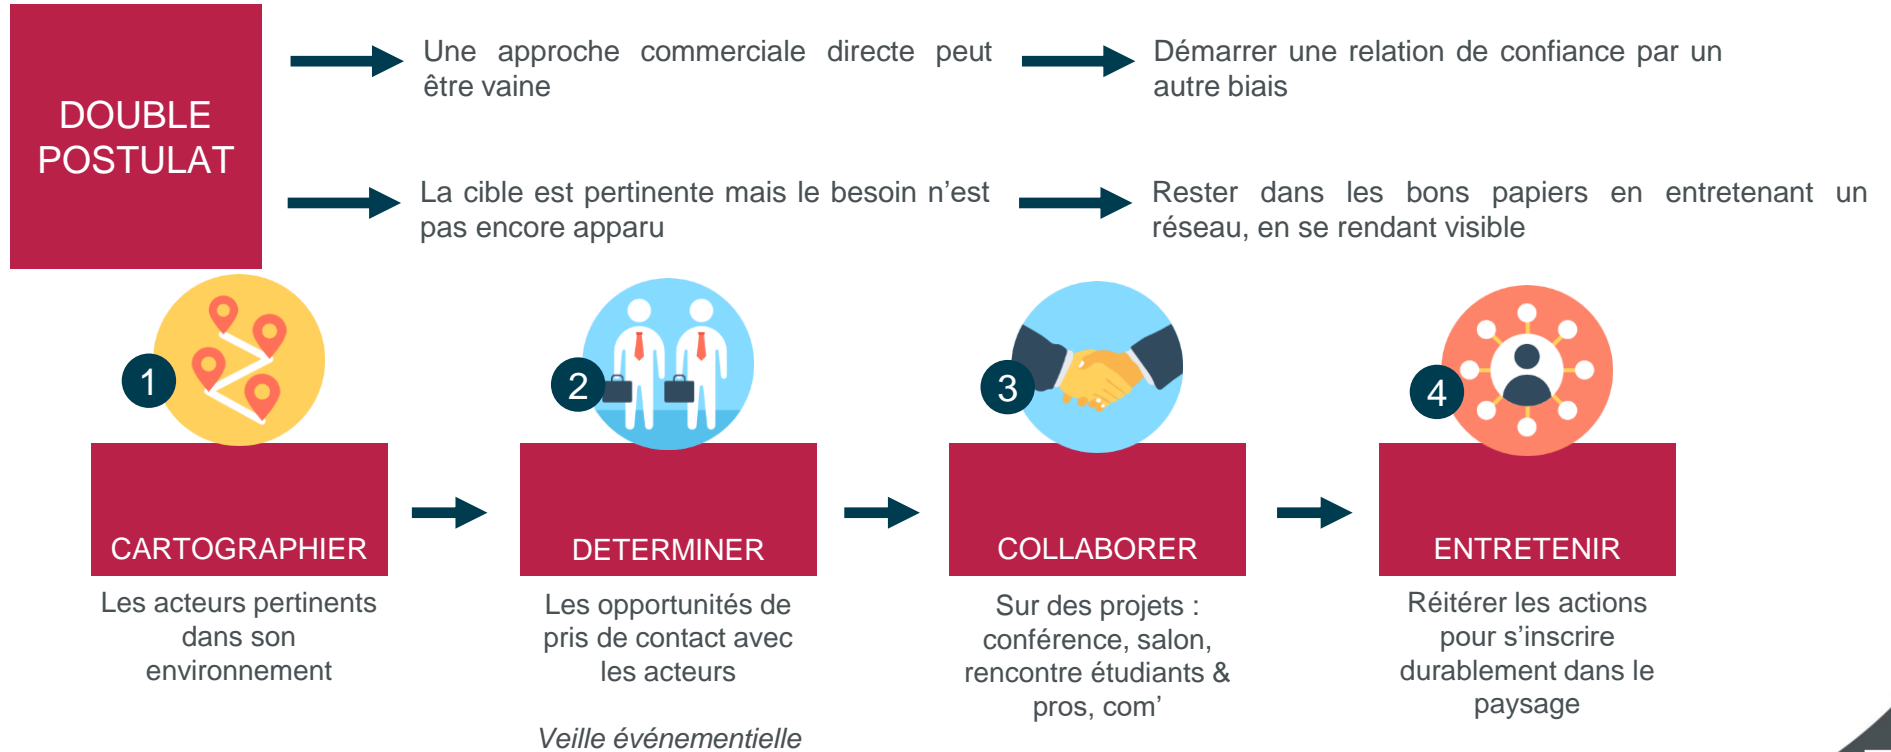 DOUBLE
POSTULAT
Une approche commerciale directe peut
être vaine
Démarrer une relation de confiance par un
autre biais
La cible est pertinente mais le besoin n’est
pas encore apparu
Rester dans les bons papiers en entretenant un
réseau, en se rendant visible
1
CARTOGRAPHIER
Les acteurs pertinents
dans son
environnement
2
DETERMINER
Les opportunités de
pris de contact avec
les acteurs
Veille événementielle
3
COLLABORER
Sur des projets :
conférence, salon,
rencontre étudiants &
pros, com’
4
ENTRETENIR
Réitérer les actions
pour s’inscrire
durablement dans le
paysage